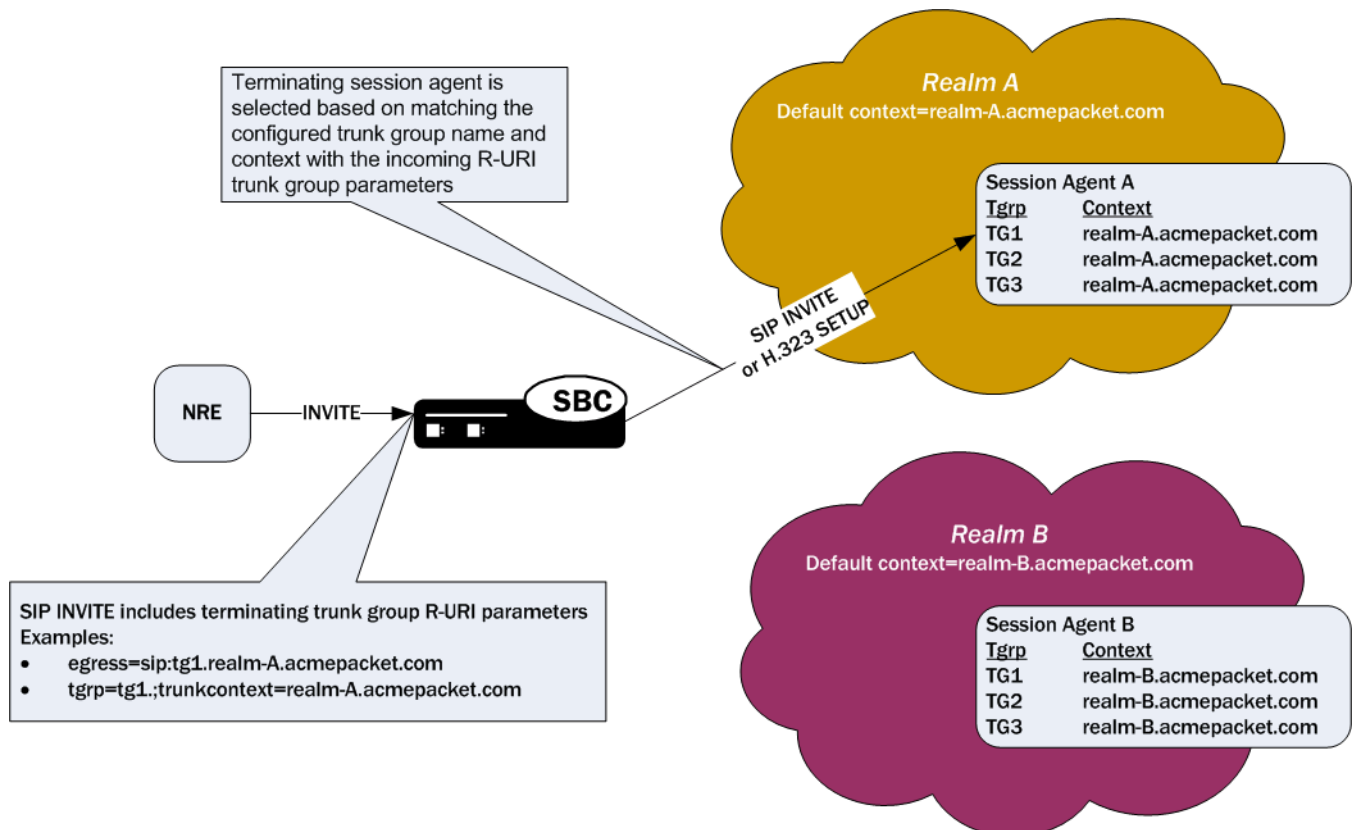 Terminating session agent is
selected based on matching the
configured trunk group name and
context with the incoming R-URI
trunk group parameters
Realm A
Default context=realm-A.acmepacket.com
Session Agent A
Tgrp Context
TG1 realm-A.acmepacket.com
TG2 realm-A.acmepacket.com
TG3 realm-A.acmepacket.com
SIP INVITE
or H.323 SETUP
NRE
INVITE
SBC
Realm B
Default context=realm-B.acmepacket.com
Session Agent B
Tgrp Context
TG1 realm-B.acmepacket.com
TG2 realm-B.acmepacket.com
TG3 realm-B.acmepacket.com
SIP INVITE includes terminating trunk group R-URI parameters
Examples:
• egress=sip:tg1.realm-A.acmepacket.com
• tgrp=tg1.;trunkcontext=realm-A.acmepacket.com